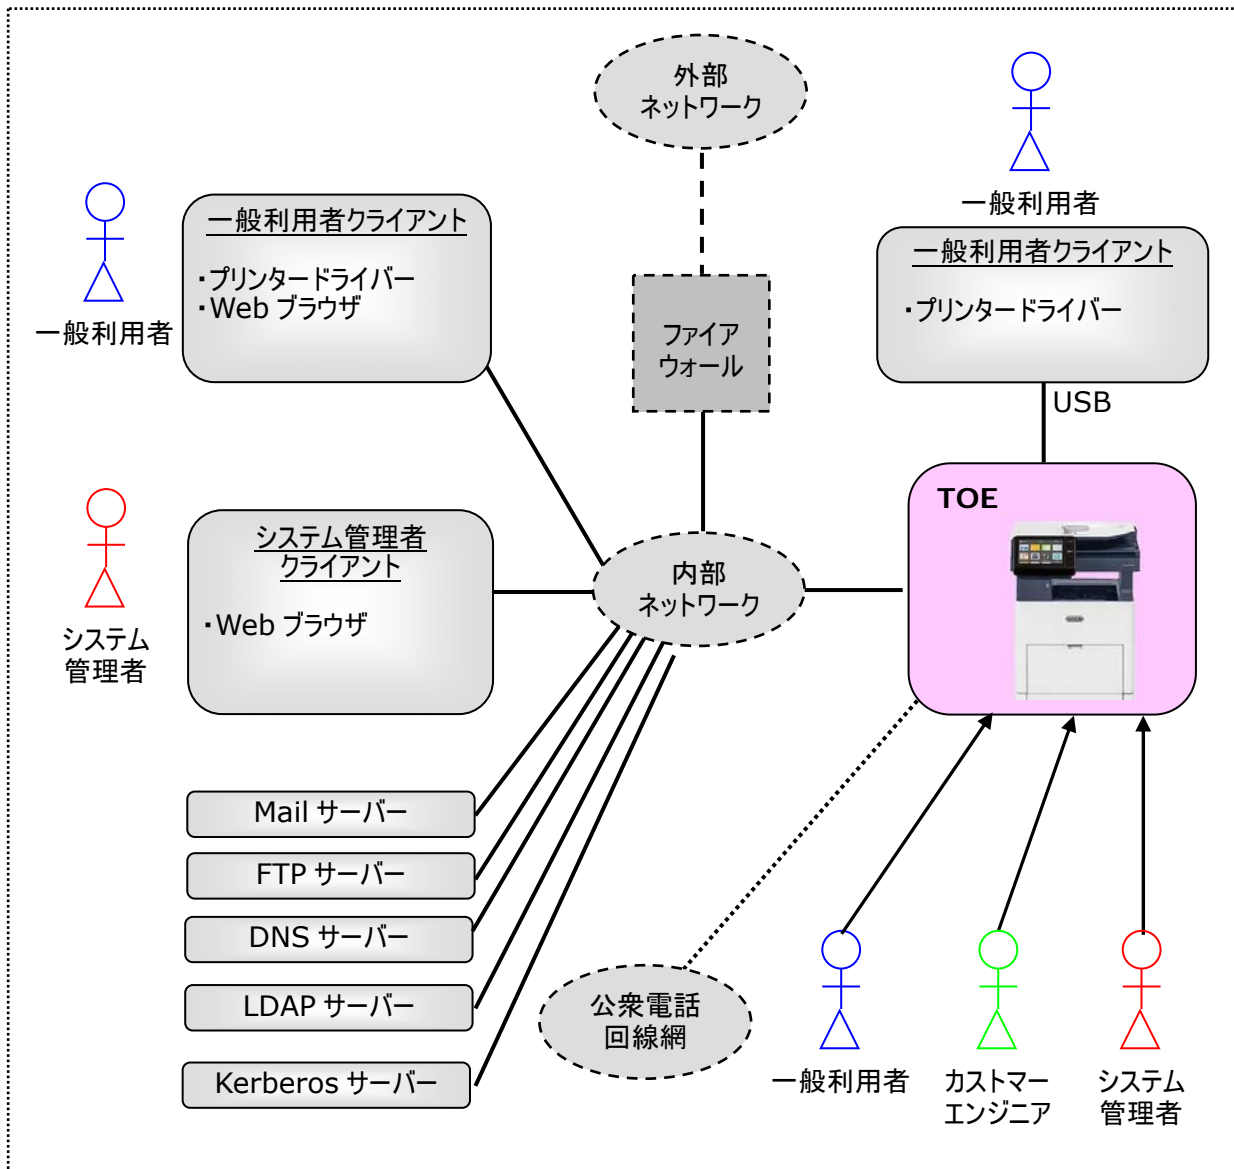 外部
ネットワーク
一般利用者
一般利用者クライアント
・プリンタードライバー
・Web ブラウザ
一般利用者
一般利用者クライアント
・プリンタードライバー
ファイア
ウォール
USB
TOE
システム管理者
クライアント
・Web ブラウザ
システム
管理者
内部
ネットワーク
Mail サーバー
FTP サーバー
DNS サーバー
LDAP サーバー
Kerberos サーバー
公衆電話
回線網
一般利用者
カストマー
エンジニア
システム
管理者